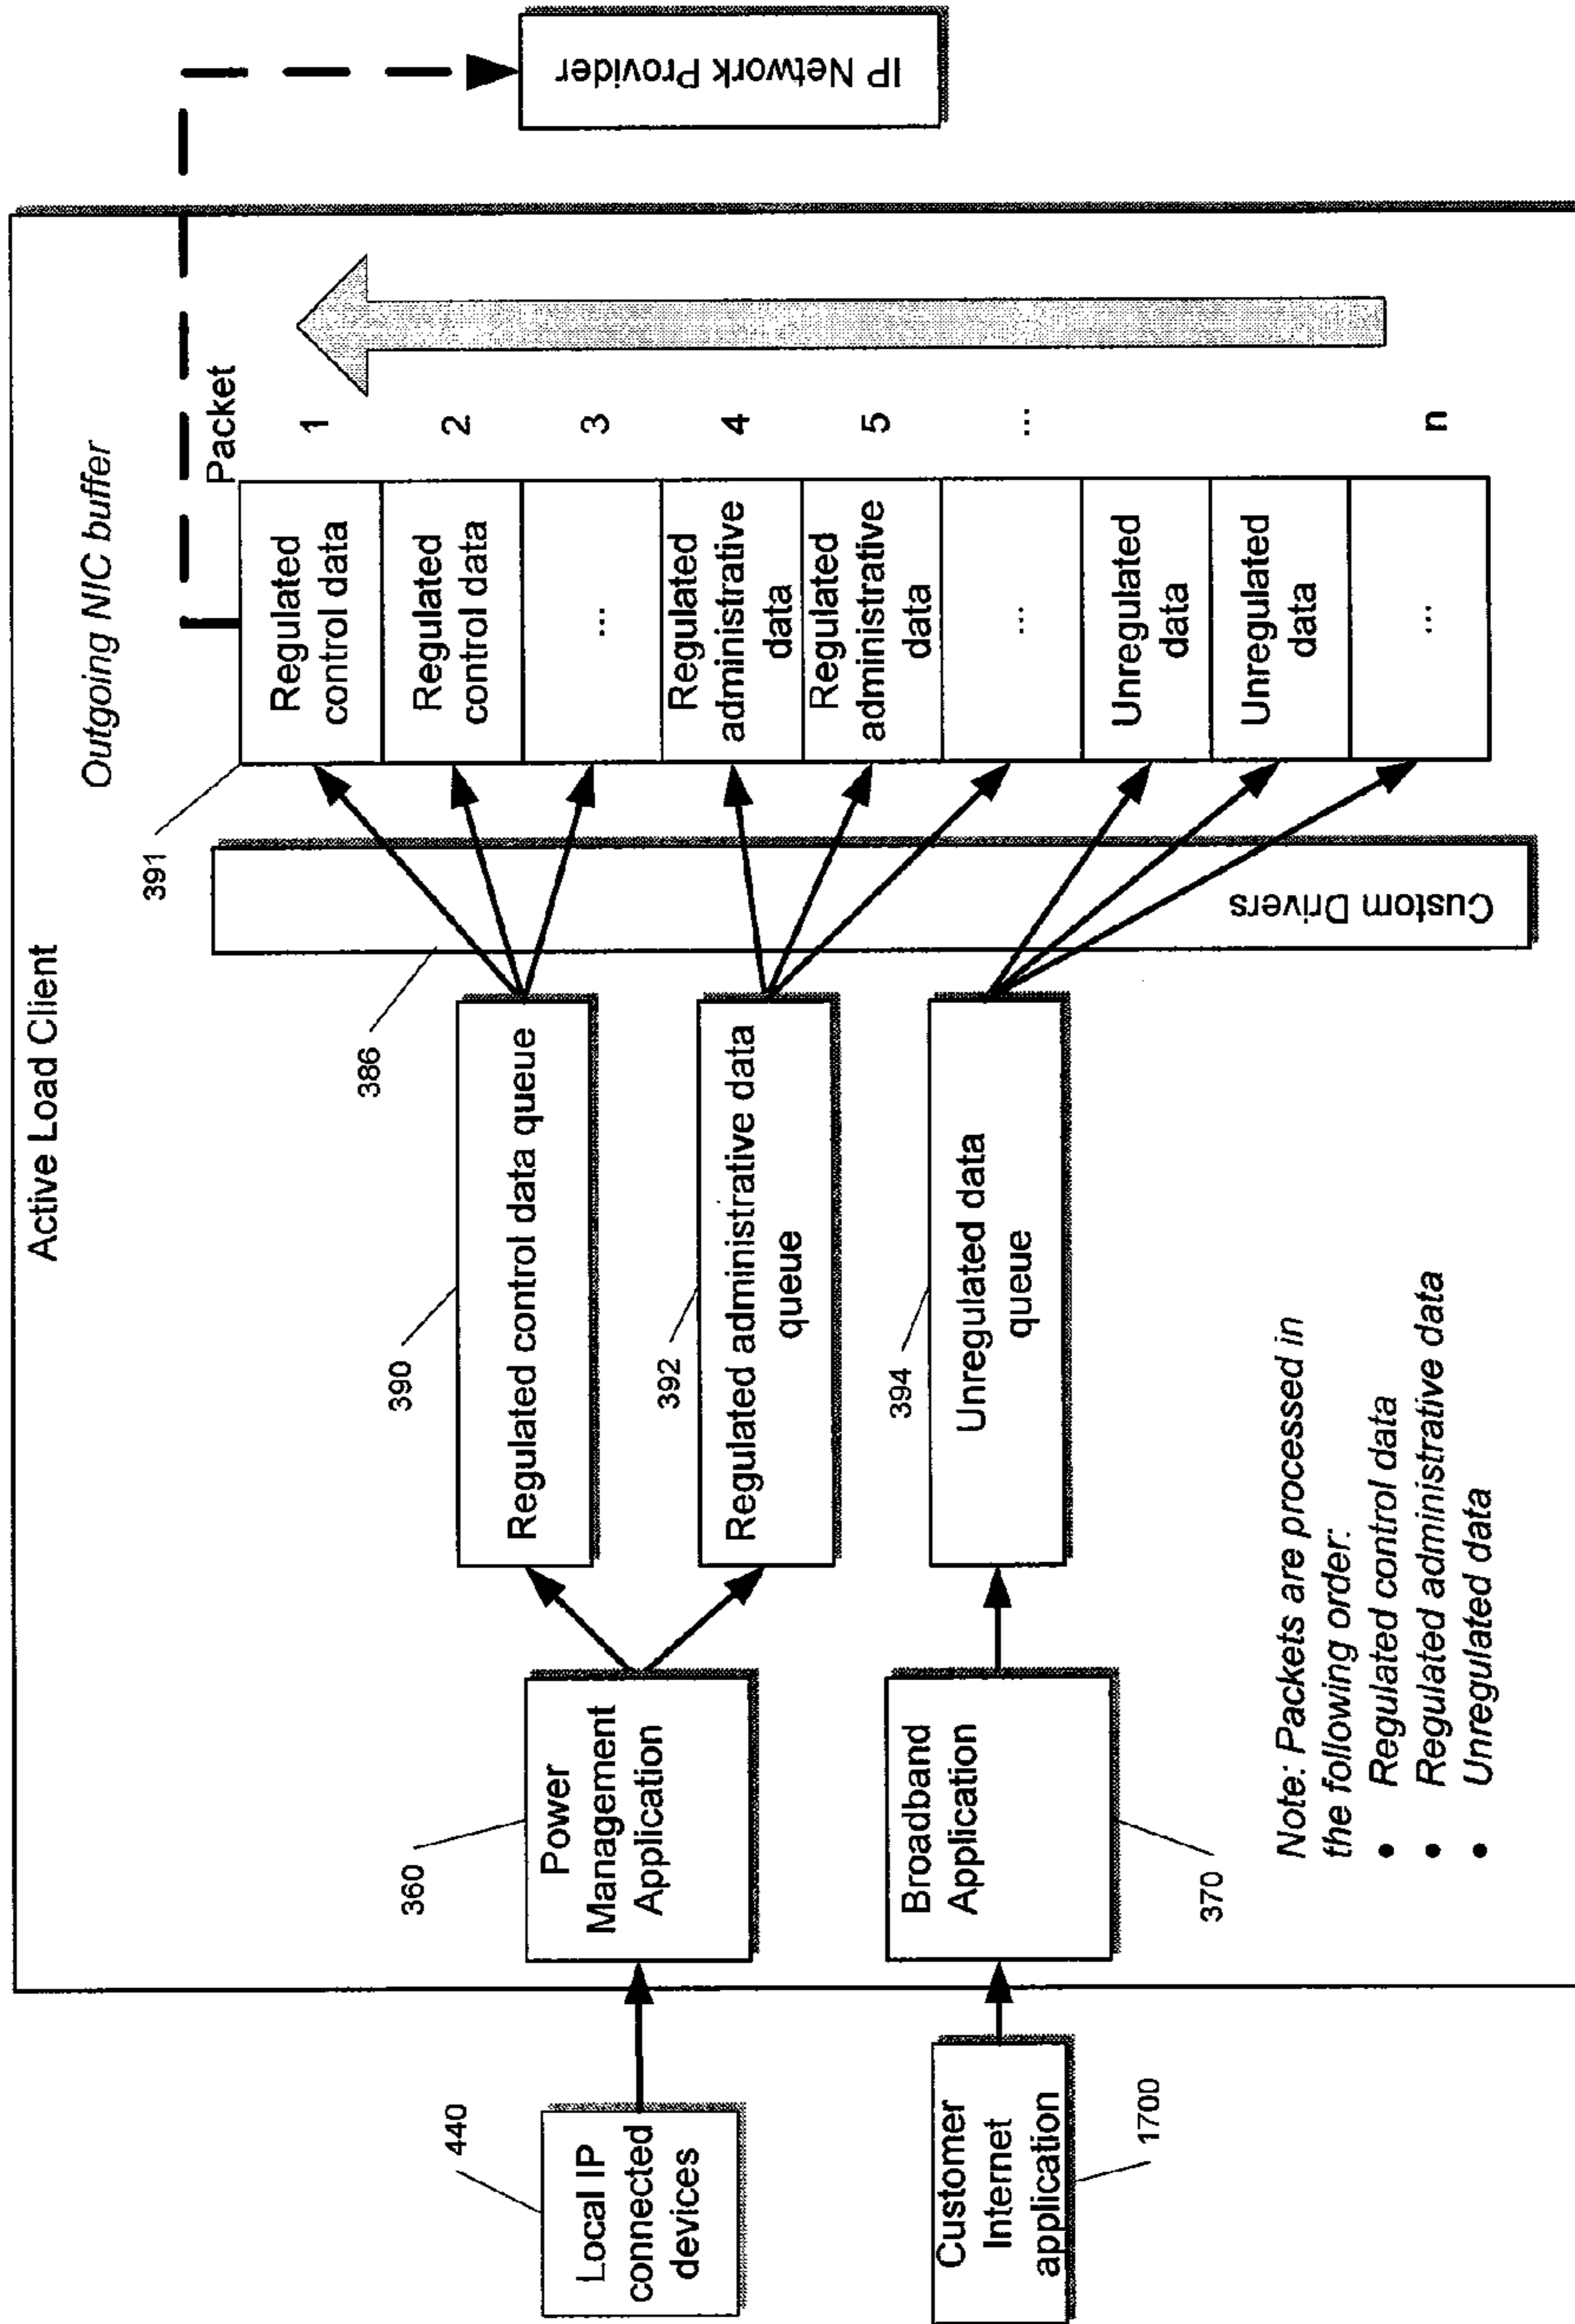 Active Load Client
Outgoing NIC buffer
391
Packet
386
440
Local IP
connected
devices
360
Power
Management
Application
390
Regulated control data queue
392
Regulated administrative data
queue
1700
Customer
Internet
application
370
Broadband
Application
394
Unregulated data
queue
Custom Drivers
Regulated
control data
1
Regulated
control data
2
...
3
Regulated
administrative
data
4
Regulated
administrative
data
5
...
...
Unregulated
data
Unregulated
data
...
n
IP Network Provider
Note: Packets are processed in
the following order:
• Regulated control data
• Regulated administrative data
• Unregulated data